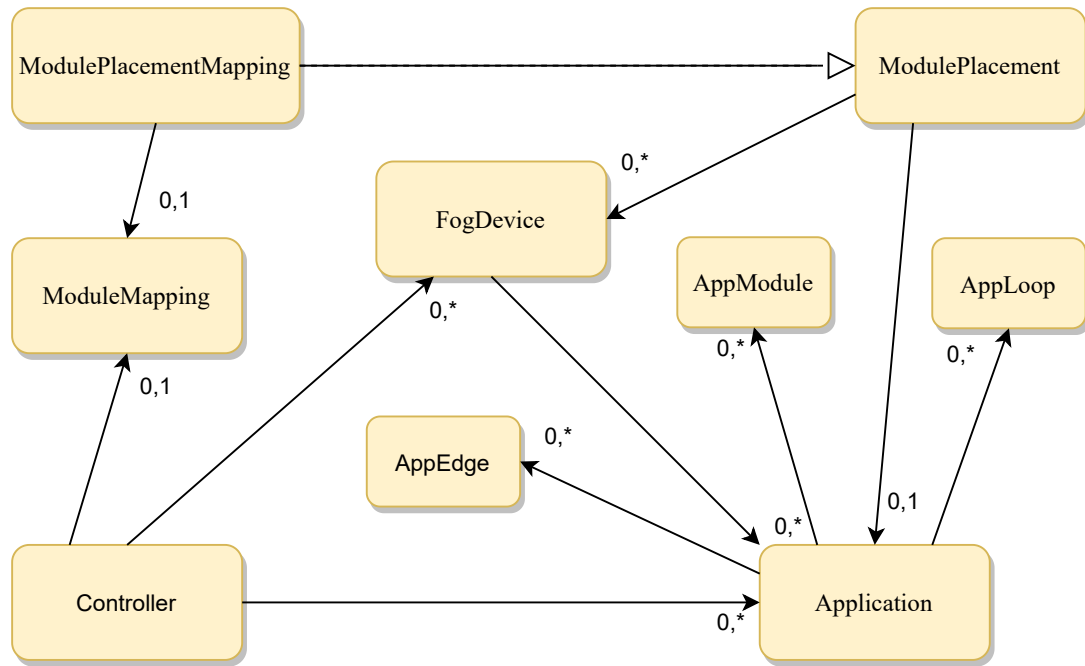 ModulePlacementMapping
ModulePlacement
0,*
0,1
FogDevice
ModuleMapping
AppModule
AppLoop
0,*
0,*
0,*
0,1
0,*
AppEdge
0,1
0,*
Controller
Application
0,*